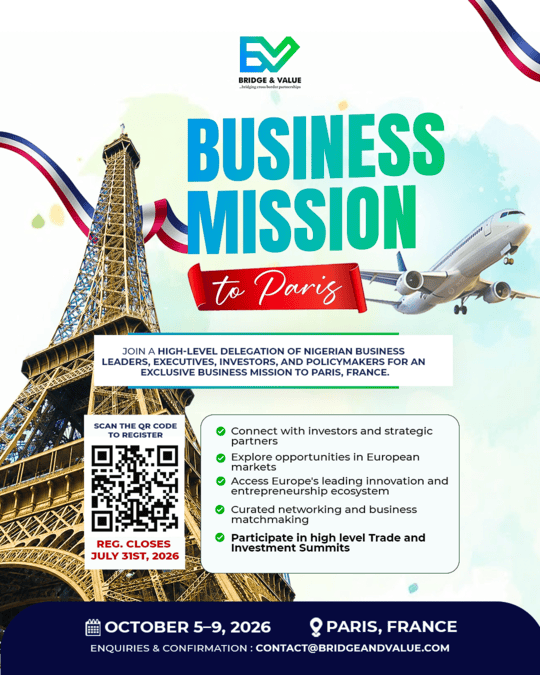 BRIDGE & VALUE
...bridging cross-border partnerships
BUSINESS
MISSION
to Paris
JOIN A HIGH-LEVEL DELEGATION OF NIGERIAN BUSINESS
LEADERS, EXECUTIVES, INVESTORS, AND POLICYMAKERS FOR AN
EXCLUSIVE BUSINESS MISSION TO PARIS, FRANCE.
SCAN THE QR CODE
TO REGISTER
REG. CLOSES
JULY 31ST, 2026
Connect with investors and strategic
partners
Explore opportunities in European
markets
Access Europe's leading innovation and
entrepreneurship ecosystem
Curated networking and business
matchmaking
Participate in high level Trade and
Investment Summits
OCTOBER 5–9, 2026
PARIS, FRANCE
ENQUIRIES & CONFIRMATION : CONTACT@BRIDGEANDVALUE.COM